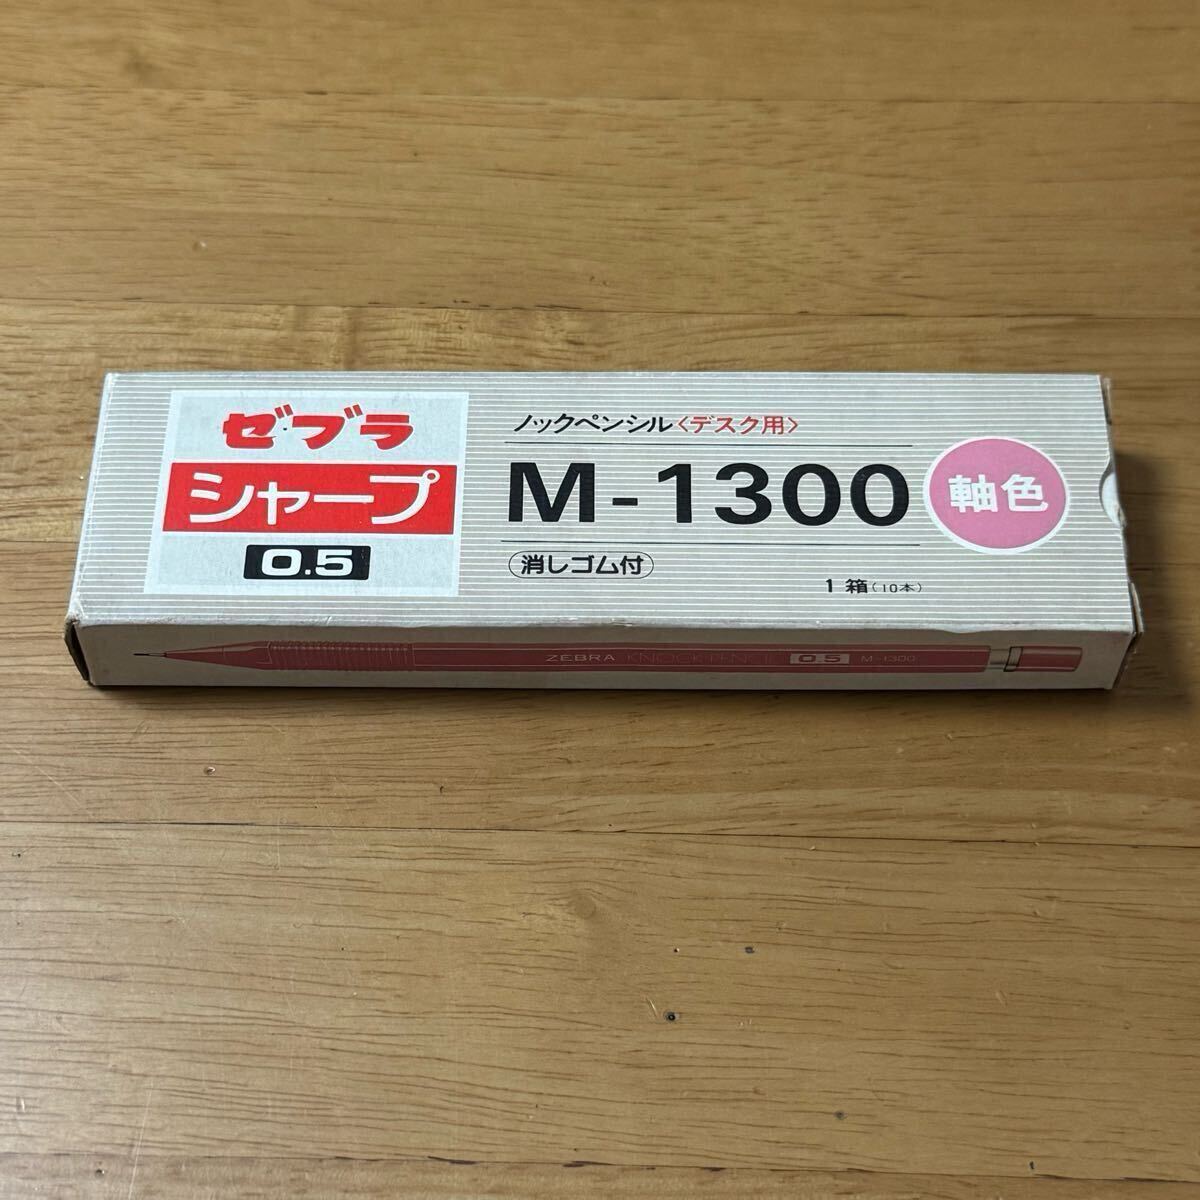 ゼブラ
シャープ
0.5
ノックペンシル〈デスク用〉
M-1300
消しゴム付
1箱(10本)
軸色
ZEBRA KNOCK PENCIL 0.5 M-1300